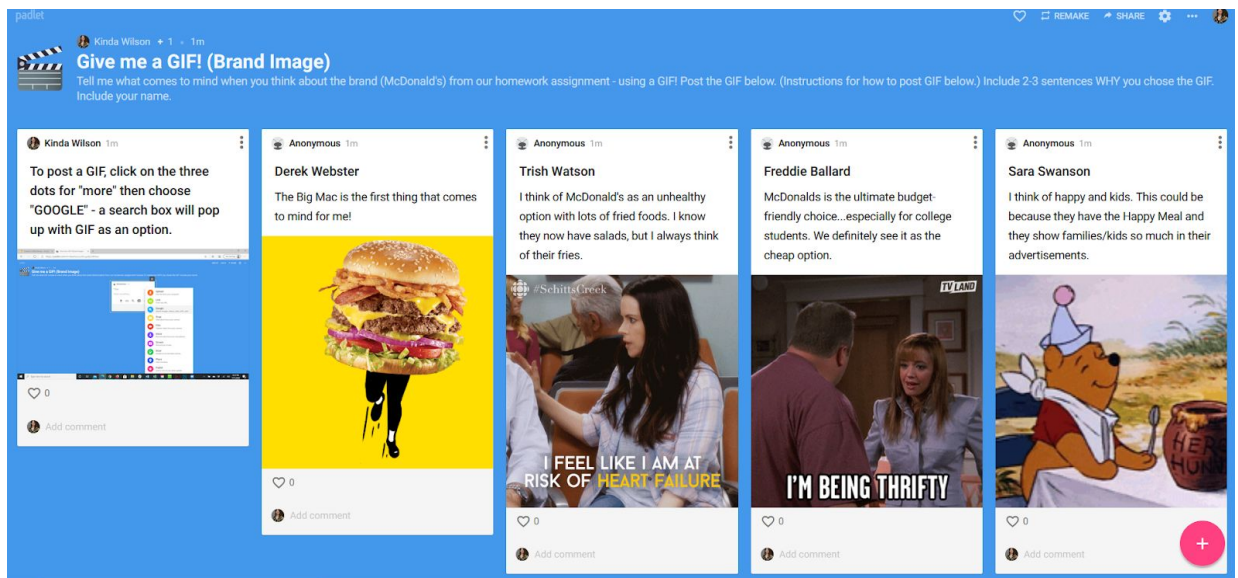 padlet
REMAKE
SHARE
Kinda Wilson + 1 • 1m
Give me a GIF! (Brand Image)
Tell me what comes to mind when you think about the brand (McDonald's) from our homework assignment - using a GIF! Post the GIF below. (Instructions for how to post GIF below.) Include 2-3 sentences WHY you chose the GIF.
Include your name.
Kinda Wilson 1m
To post a GIF, click on the three
dots for "more" then choose
"GOOGLE" - a search box will pop
up with GIF as an option.
Give me a GIF! (Brand Image)
0
Add comment
Anonymous 1m
Derek Webster
The Big Mac is the first thing that comes
to mind for me!
0
Add comment
Anonymous 1m
Trish Watson
I think of McDonald's as an unhealthy
option with lots of fried foods. I know
they now have salads, but I always think
of their fries.
#SchittsCreek
I FEEL LIKE I AM AT
RISK OF HEART FAILURE
0
Add comment
Anonymous 1m
Freddie Ballard
McDonalds is the ultimate budget-
friendly choice...especially for college
students. We definitely see it as the
cheap option.
TV LAND
I'M BEING THRIFTY
0
Add comment
Anonymous 1m
Sara Swanson
I think of happy and kids. This could be
because they have the Happy Meal and
they show families/kids so much in their
advertisements.
HUNN
0
Add comment